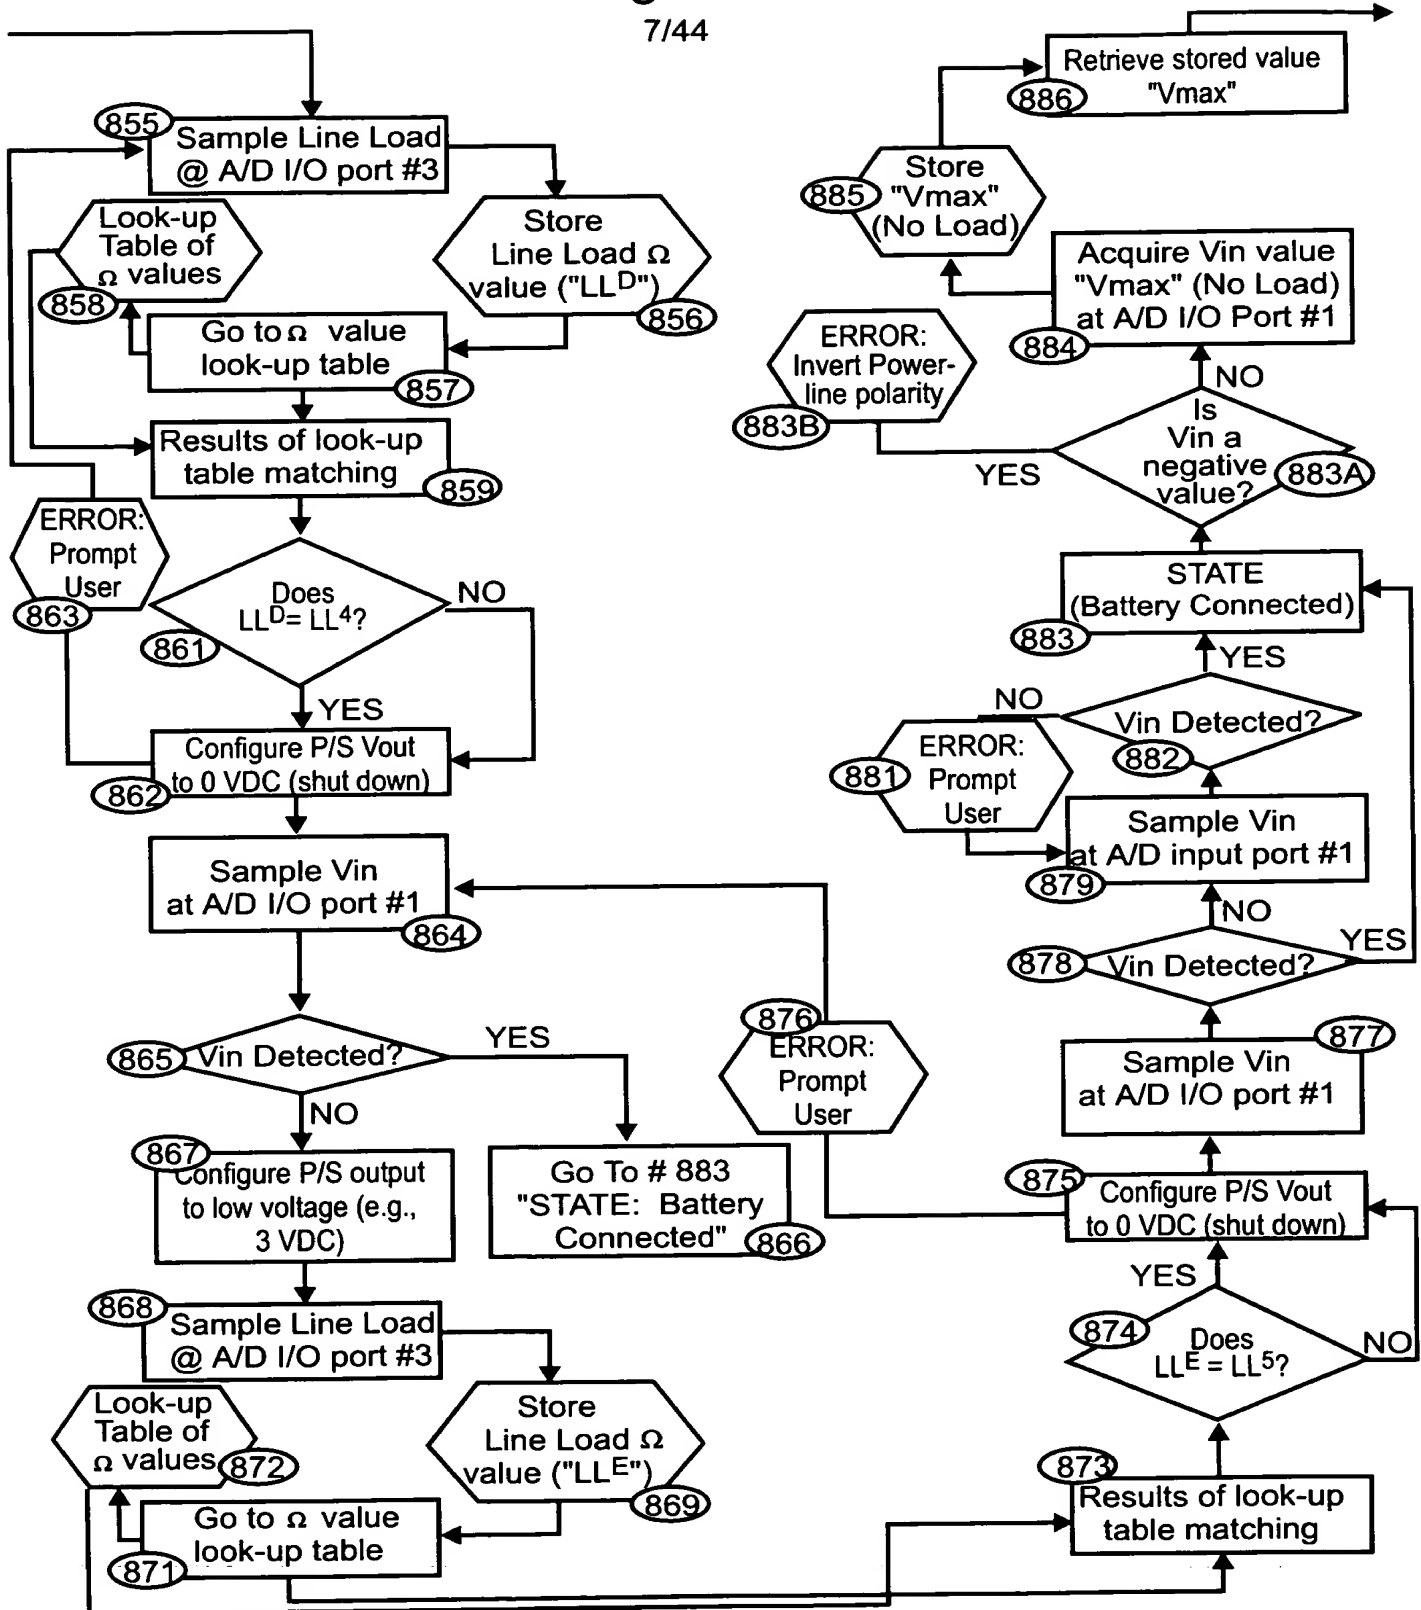 7/44
855
Sample Line Load
@ A/D I/O port #3
Look-up
Table of
Ω values
858
Store
Line Load Ω
value ("LLD")
856
Go to Ω value
look-up table
857
Results of look-up
table matching
859
ERROR:
Prompt
User
863
Does
LLD= LL4?
861
NO
YES
Configure P/S Vout
to 0 VDC (shut down)
862
Sample Vin
at A/D I/O port #1
864
865
Vin Detected?
YES
NO
867
Configure P/S output
to low voltage (e.g.,
3 VDC)
Go To # 883
"STATE: Battery
Connected"
866
868
Sample Line Load
@ A/D I/O port #3
Look-up
Table of
Ω values
872
Store
Line Load Ω
value ("LLE")
869
Go to Ω value
look-up table
871
Retrieve stored value
"Vmax"
886
Store
"Vmax"
(No Load)
885
Acquire Vin value
"Vmax" (No Load)
at A/D I/O Port #1
884
ERROR:
Invert Power-
line polarity
883B
NO
Is
Vin a
negative
value?
883A
YES
STATE
(Battery Connected)
883
YES
NO
Vin Detected?
882
ERROR:
Prompt
User
881
Sample Vin
at A/D input port #1
879
NO
YES
878
Vin Detected?
876
ERROR:
Prompt
User
877
Sample Vin
at A/D I/O port #1
875
Configure P/S Vout
to 0 VDC (shut down)
YES
874
Does
LLE = LL5?
NO
873
Results of look-up
table matching